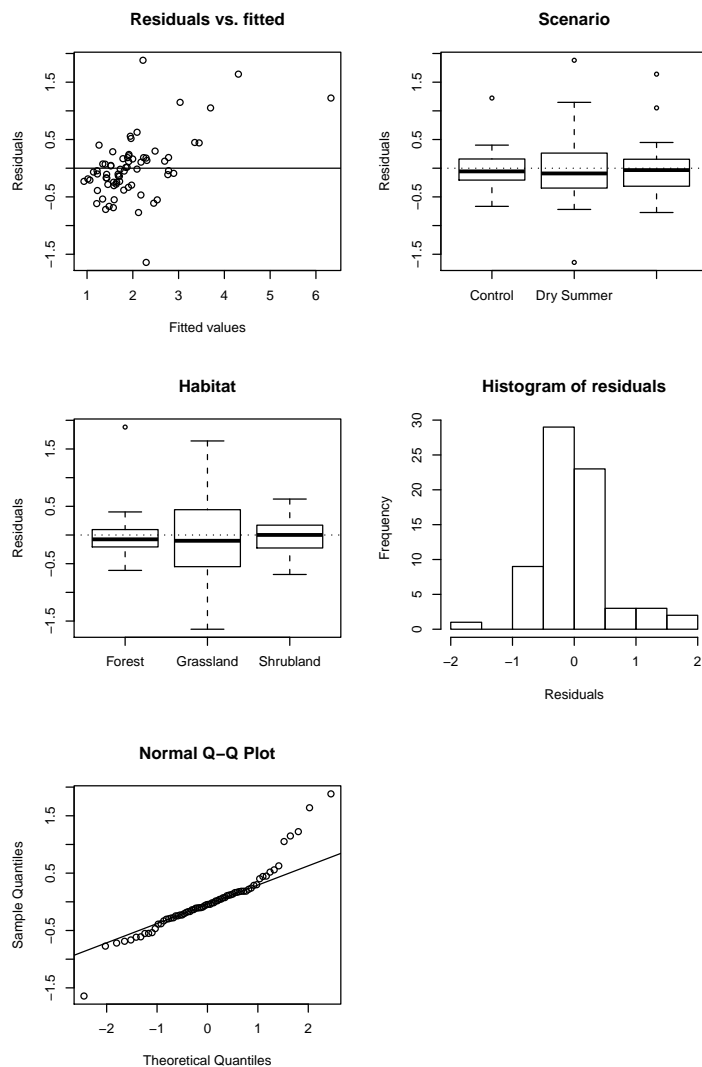 Residuals vs. fitted
Residuals
−1.5 −0.5 0.5 1.5
1 2 3 4 5 6
Fitted values
Scenario
Residuals
−1.5 −0.5 0.5 1.5
Control Dry Summer
Habitat
Residuals
−1.5 −0.5 0.5 1.5
Forest Grassland Shrubland
Histogram of residuals
Frequency
0 5 10 15 20 25 30
−2 −1 0 1 2
Residuals
Normal Q−Q Plot
Sample Quantiles
−1.5 −0.5 0.5 1.5
−2 −1 0 1 2
Theoretical Quantiles